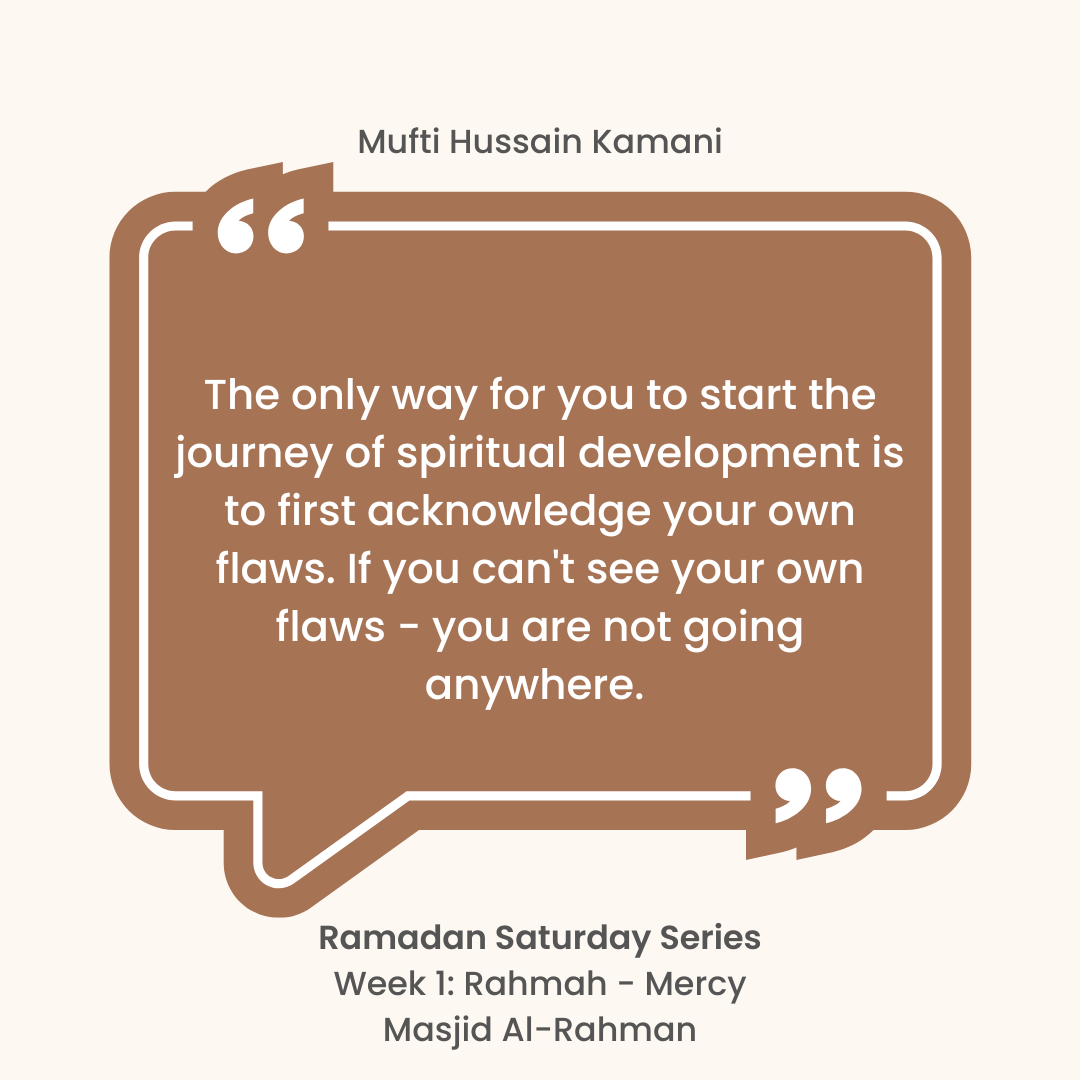 Mufti Hussain Kamani
“
The only way for you to start the
journey of spiritual development is
to first acknowledge your own
flaws. If you can't see your own
flaws - you are not going
anywhere.
”
Ramadan Saturday Series
Week 1: Rahmah - Mercy
Masjid Al-Rahman